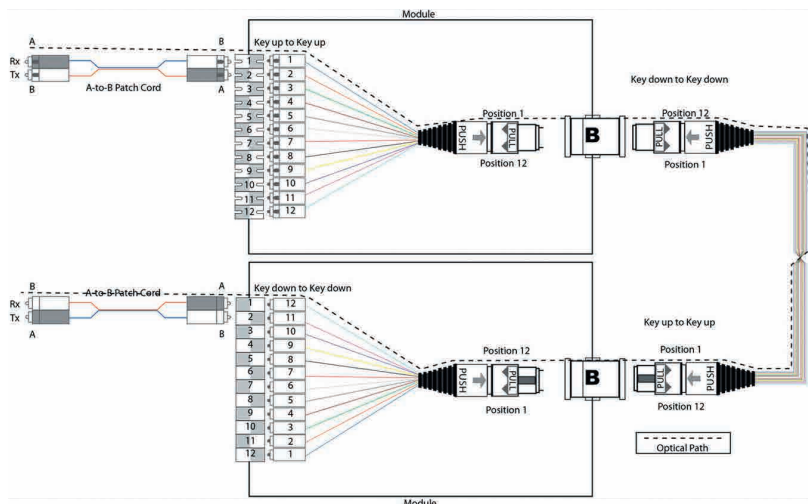 Module
A
B
Key up to Key up
Rx
Tx
B
A-to-B Patch Cord
A
1 1
2 2
3 3
4 4
5 5
6 6
7 7
8 8
9 9
10 10
11 11
12 12
Position 1
PUSH
PULL
Position 12
B
Key down to Key down
Position 12
PULL
PUSH
Position 1
B
A-to-B Patch Cord
A
Key down to Key down
Rx
Tx
A
B
1 12
2 11
3 10
4 9
5 8
6 7
7 6
8 5
9 4
10 3
11 2
12 1
Position 12
PUSH
PULL
Position 1
B
Key up to Key up
Position 1
PULL
PUSH
Position 12
Optical Path
Module